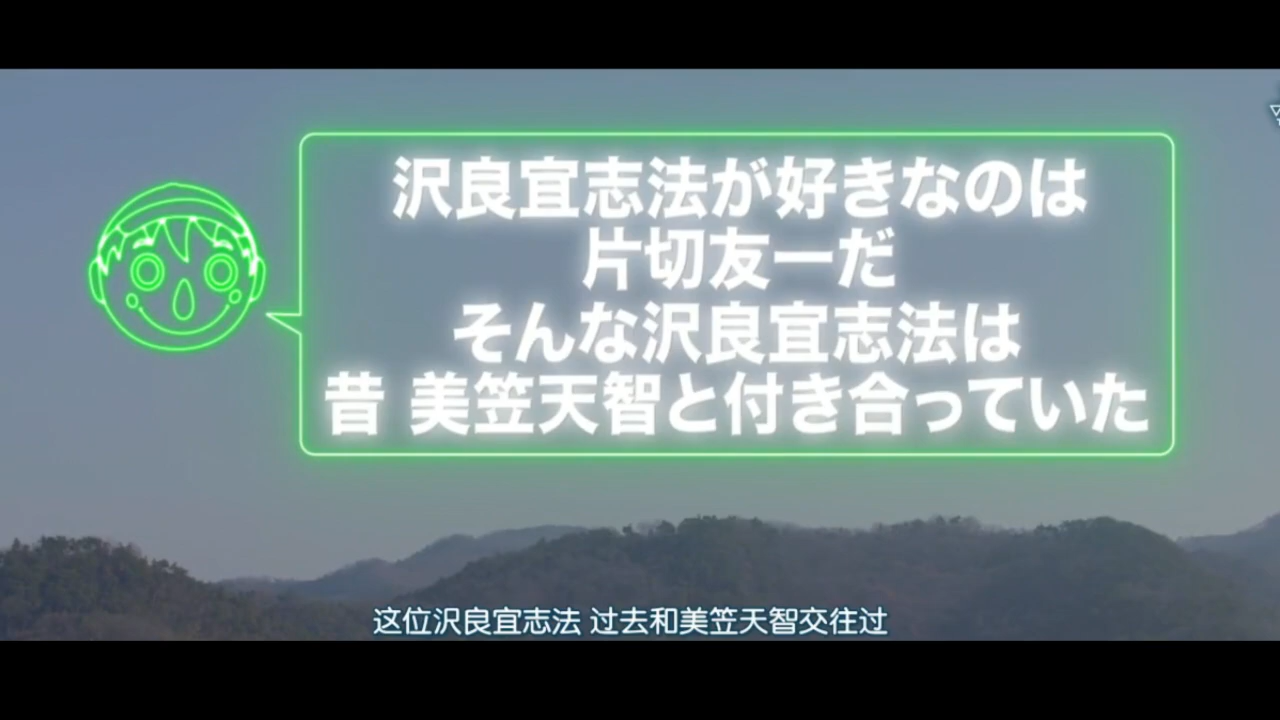 沢良宜志法が好きなのは
片切友一だ
そんな沢良宜志法は
昔 美笠天智と付き合っていた
这位沢良宜志法 过去和美笠天智交往过